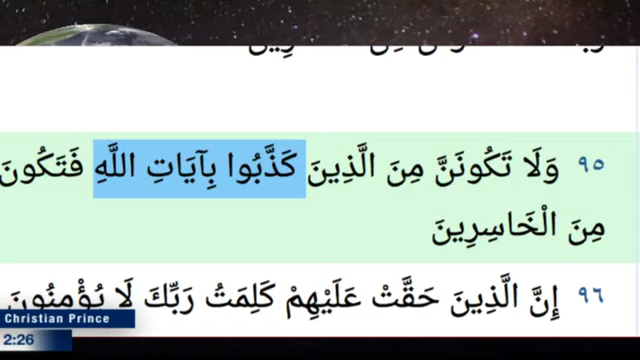 ٩٥ وَلَا تَكُونَنَّ مِنَ الَّذِينَ كَذَّبُوا بِآيَاتِ اللَّهِ فَتَكُونَ
مِنَ الْخَاسِرِينَ
٩٦ إِنَّ الَّذِينَ حَقَّتْ عَلَيْهِمْ كَلِمَتُ رَبِّكَ لَا يُؤْمِنُونَ
Christian Prince
2:26